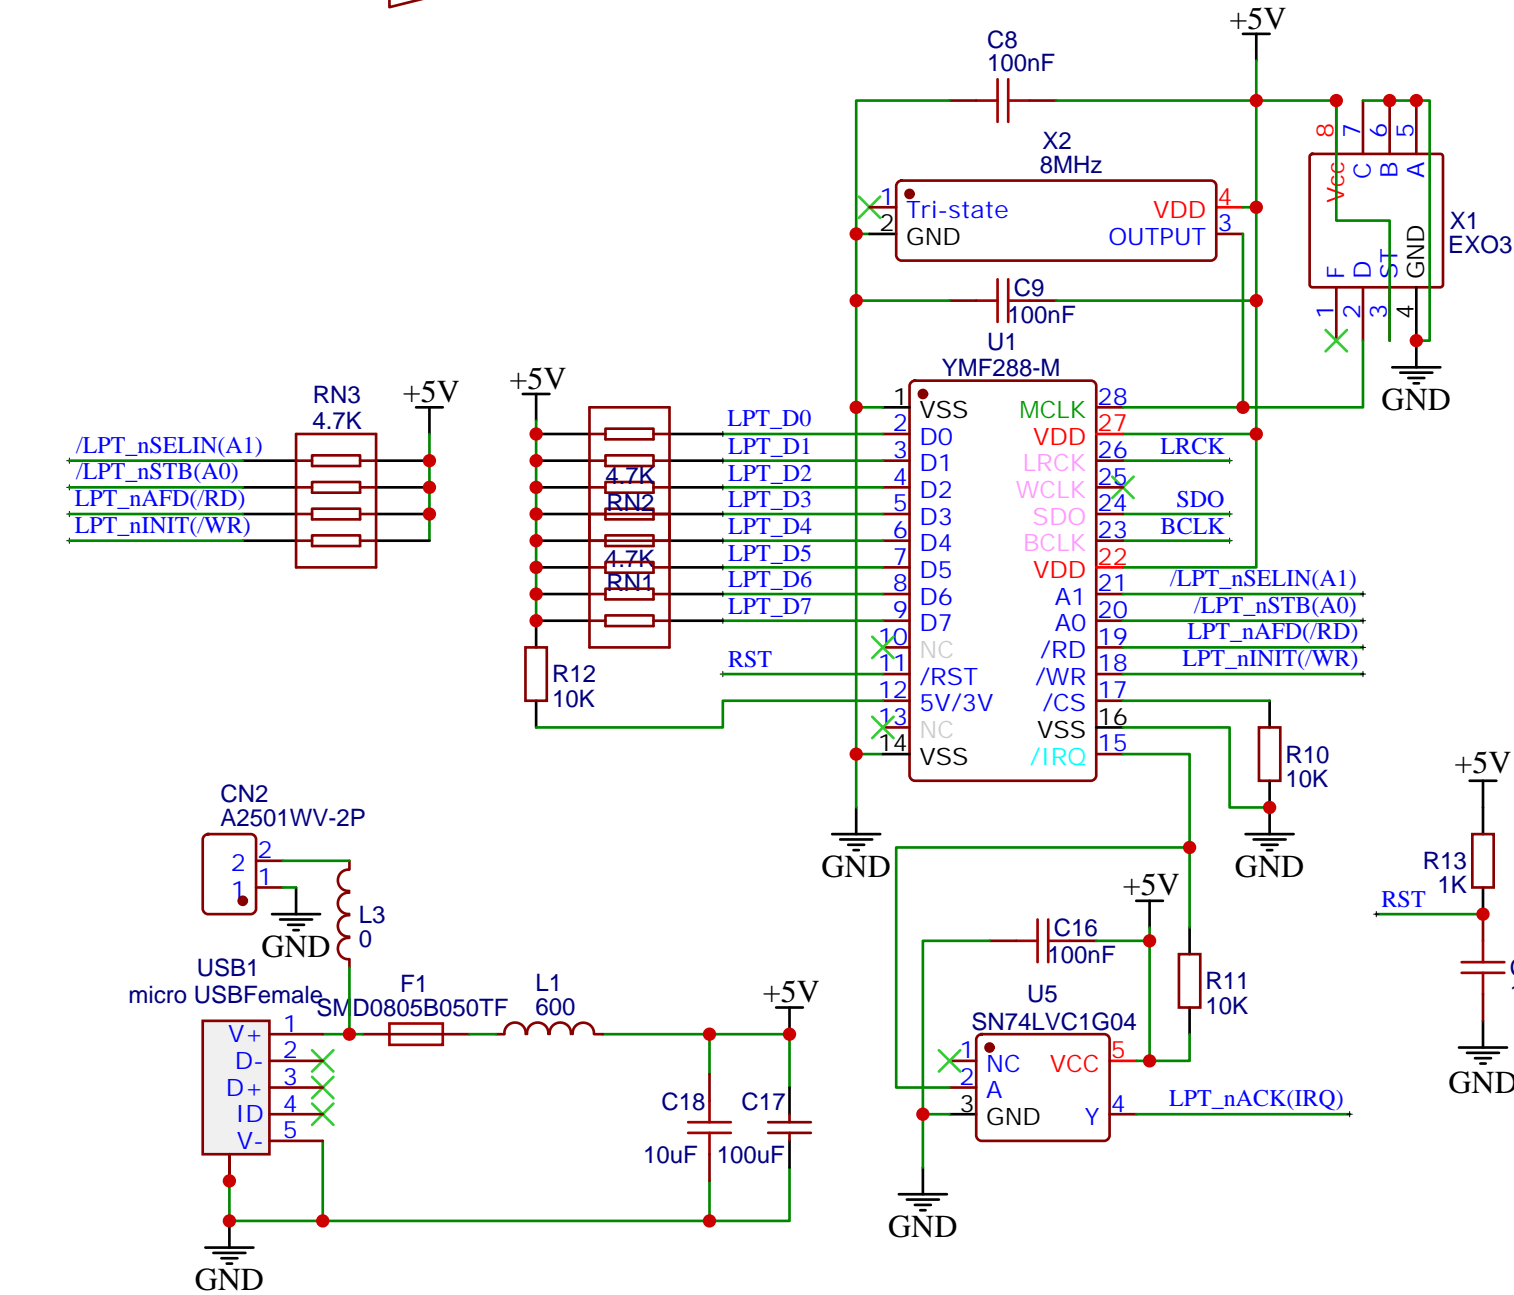 +5V
C8
100nF
X2
8MHz
1
Tri-state
2
GND
VDD
4
OUTPUT
3
8
7
6
5
Vcc
C
B
A
F
D
ST
GND
1
2
3
4
X1
EXO3
GND
C9
100nF
U1
YMF288-M
1
VSS
2
D0
3
D1
4
D2
5
D3
6
D4
7
D5
8
D6
9
D7
10
NC
11
/RST
12
5V/3V
13
NC
14
VSS
MCLK
28
VDD
27
LRCK
26
WCLK
25
SDO
24
BCLK
23
VDD
22
A1
21
A0
20
/RD
19
/WR
18
/CS
17
VSS
16
/IRQ
15
LRCK
SDO
BCLK
/LPT_nSELIN(A1)
/LPT_nSTB(A0)
LPT_nAFD(/RD)
LPT_nINIT(/WR)
RN3
4.7K
+5V
/LPT_nSELIN(A1)
/LPT_nSTB(A0)
LPT_nAFD(/RD)
LPT_nINIT(/WR)
+5V
4.7K
RN2
4.7K
RN1
LPT_D0
LPT_D1
LPT_D2
LPT_D3
LPT_D4
LPT_D5
LPT_D6
LPT_D7
RST
R12
10K
GND
R10
10K
GND
+5V
R13
1K
RST
GND
CN2
A2501WV-2P
2
2
1
1
GND
L3
0
USB1
micro USBFemale
V+
1
D-
2
D+
3
ID
4
V-
5
F1
SMD0805B050TF
L1
600
+5V
C18
10uF
C17
100uF
GND
+5V
C16
100nF
R11
10K
U5
SN74LVC1G04
1
NC
2
A
3
GND
VCC
5
Y
4
LPT_nACK(IRQ)
GND